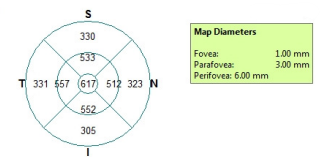 S
330
533
T 331 557 617 512 323 N
552
305
I
Map Diameters
Fovea: 1.00 mm
Parafovea: 3.00 mm
Perifovea: 6.00 mm